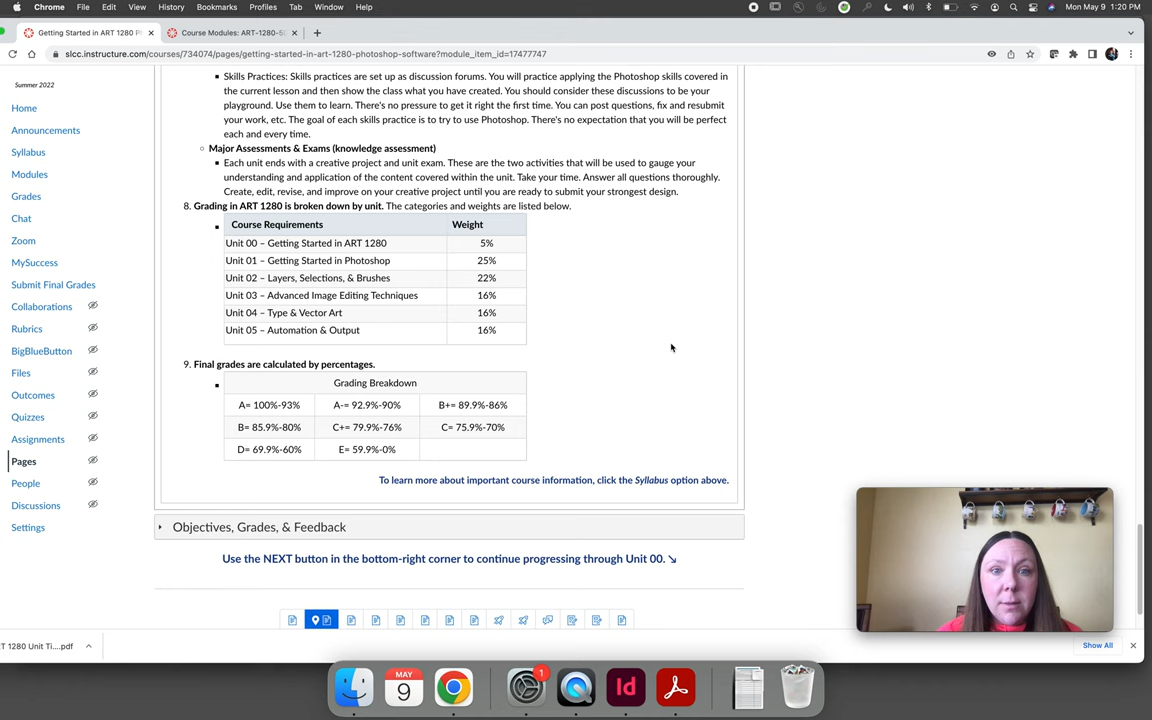 Chrome File Edit View History Bookmarks Profiles Tab Window Help Mon May 9 1:20 PM
Getting Started in ART 1280 P Course Modules: ART-1280-5
slcc.instructure.com/courses/734074/pages/getting-started-in-art-1280-photoshop-software?module_item_id=17477747
Summer 2022
Home
Announcements
Syllabus
Modules
Grades
Chat
Zoom
MySuccess
Submit Final Grades
Collaborations
Rubrics
BigBlueButton
Files
Outcomes
Quizzes
Assignments
Pages
People
Discussions
Settings
Skills Practices: Skills practices are set up as discussion forums. You will practice applying the Photoshop skills covered in
the current lesson and then show the class what you have created. You should consider these discussions to be your
playground. Use them to learn. There's no pressure to get it right the first time. You can post questions, fix and resubmit
your work, etc. The goal of each skills practice is to try to use Photoshop. There's no expectation that you will be perfect
each and every time.
Major Assessments & Exams (knowledge assessment)
Each unit ends with a creative project and unit exam. These are the two activities that will be used to gauge your
understanding and application of the content covered within the unit. Take your time. Answer all questions thoroughly.
Create, edit, revise, and improve on your creative project until you are ready to submit your strongest design.
8. Grading in ART 1280 is broken down by unit. The categories and weights are listed below.
Course Requirements Weight
Unit 00 – Getting Started in ART 1280 5%
Unit 01 – Getting Started in Photoshop 25%
Unit 02 – Layers, Selections, & Brushes 22%
Unit 03 – Advanced Image Editing Techniques 16%
Unit 04 – Type & Vector Art 16%
Unit 05 – Automation & Output 16%
9. Final grades are calculated by percentages.
Grading Breakdown
A= 100%-93% A-= 92.9%-90% B+= 89.9%-86%
B= 85.9%-80% C+= 79.9%-76% C= 75.9%-70%
D= 69.9%-60% E= 59.9%-0%
To learn more about important course information, click the Syllabus option above.
Objectives, Grades, & Feedback
Use the NEXT button in the bottom-right corner to continue progressing through Unit 00. ↘
T 1280 Unit Ti....pdf Show All
MAY
9
1
Id